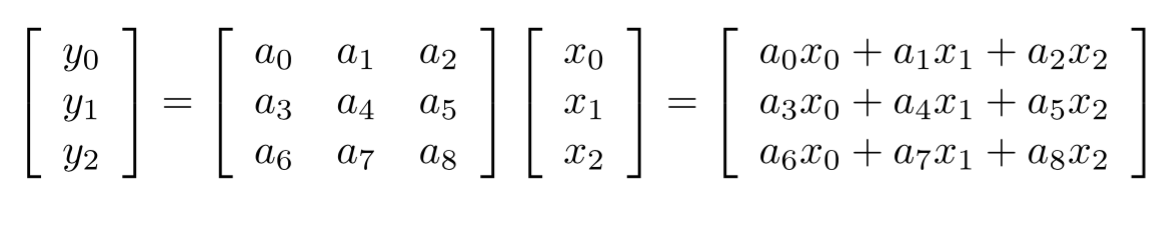 [ y₀ ] = [ a₀ a₁ a₂ ] [ x₀ ] = [ a₀x₀ + a₁x₁ + a₂x₂ ]
[ y₁ ] = [ a₃ a₄ a₅ ] [ x₁ ] = [ a₃x₀ + a₄x₁ + a₅x₂ ]
[ y₂ ] = [ a₆ a₇ a₈ ] [ x₂ ] = [ a₆x₀ + a₇x₁ + a₈x₂ ]